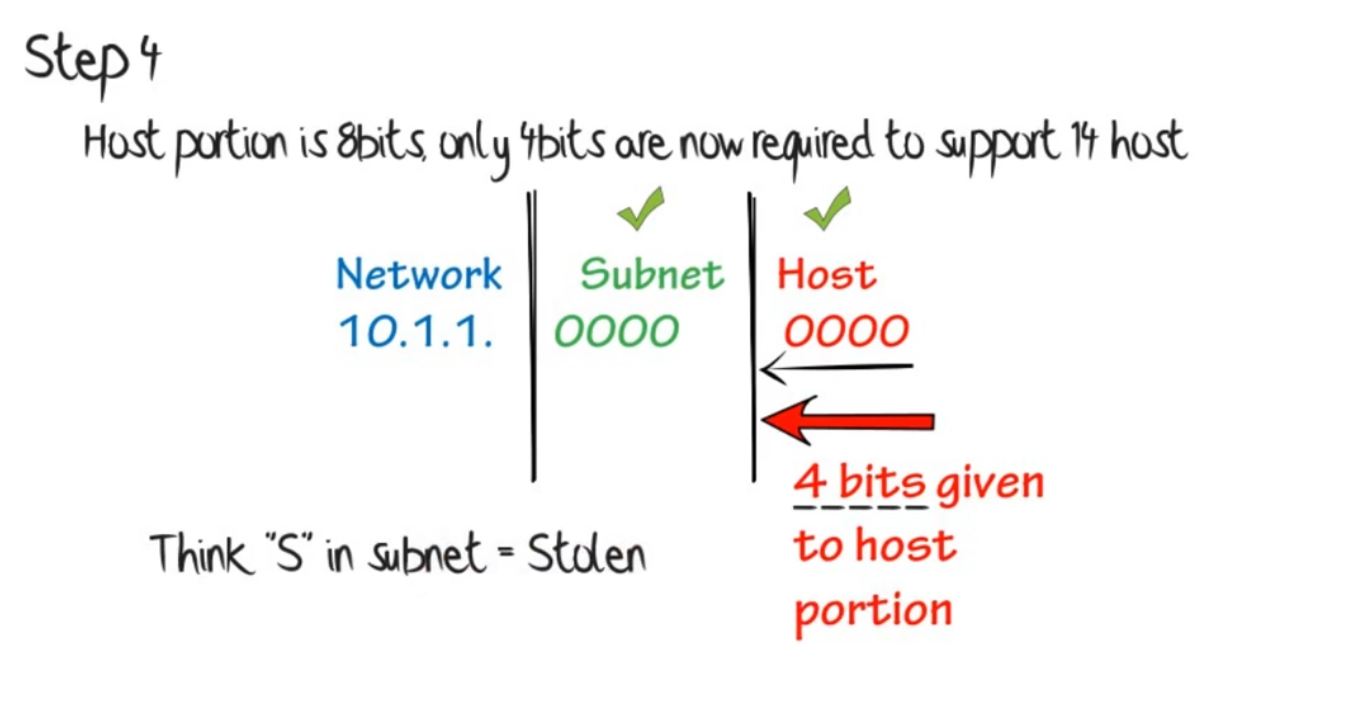 Step 4
Host portion is 8bits, only 4bits are now required to support 14 host
Network Subnet Host
10.1.1. 0000 0000
4 bits given
to host
portion
Think "S" in subnet = Stolen